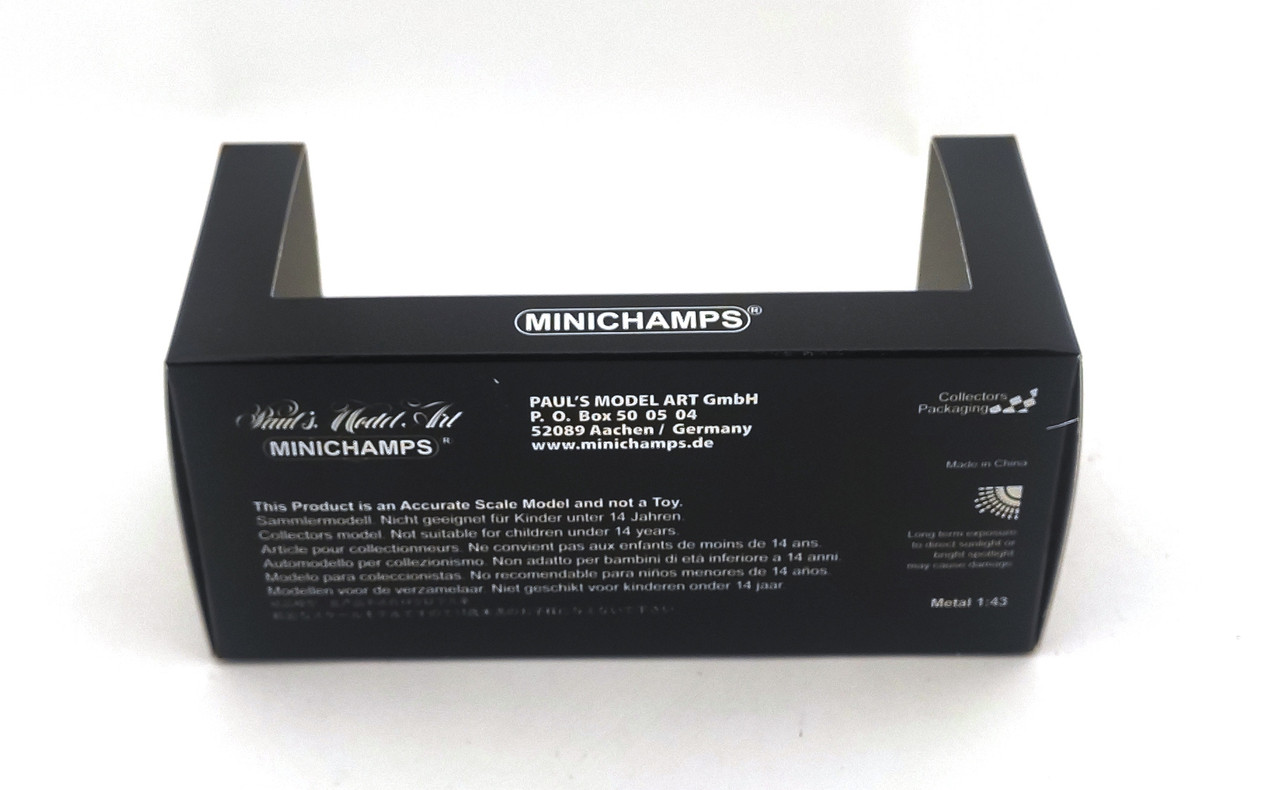 MINICHAMPS®
Paul's Model Art
MINICHAMPS®
PAUL'S MODEL ART GmbH
P. O. Box 50 05 04
52089 Aachen / Germany
www.minichamps.de
Collectors
Packaging
Made in China
Long term exposure
to direct sunlight or
bright spotlight
may cause damage
Metal 1:43
This Product is an Accurate Scale Model and not a Toy.
Sammlermodell. Nicht geeignet für Kinder unter 14 Jahren.
Collectors model. Not suitable for children under 14 years.
Article pour collectionneurs. Ne convient pas aux enfants de moins de 14 ans.
Automodello per collezionismo. Non adatto per bambini di età inferiore a 14 anni.
Modelo para coleccionistas. No recomendable para niños menores de 14 años.
Modellen voor de verzamelaar. Niet geschikt voor kinderen onder 14 jaar.